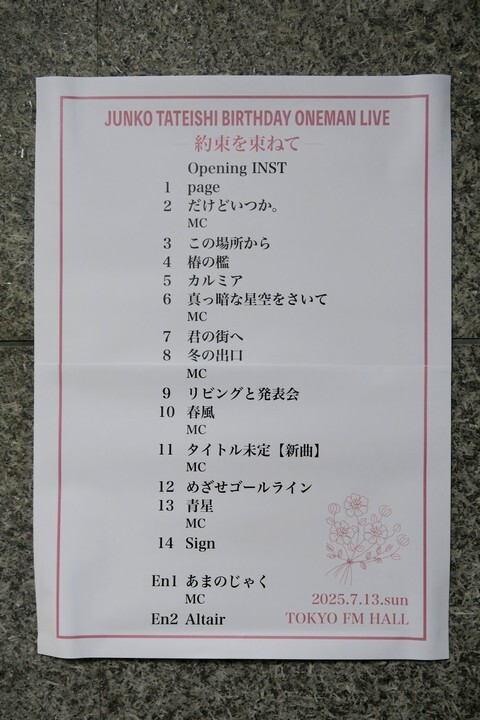 JUNKO TATEISHI BIRTHDAY ONEMAN LIVE
約束を束ねて
Opening INST
1 page
2 だけどいつか。
MC
3 この場所から
4 椿の檻
5 カルミア
6 真っ暗な星空をさいて
MC
7 君の街へ
8 冬の出口
MC
9 リビングと発表会
10 春風
MC
11 タイトル未定【新曲】
MC
12 めざせゴールライン
13 青星
MC
14 Sign
En1 あまのじゃく
MC
En2 Altair
2025.7.13.sun
TOKYO FM HALL